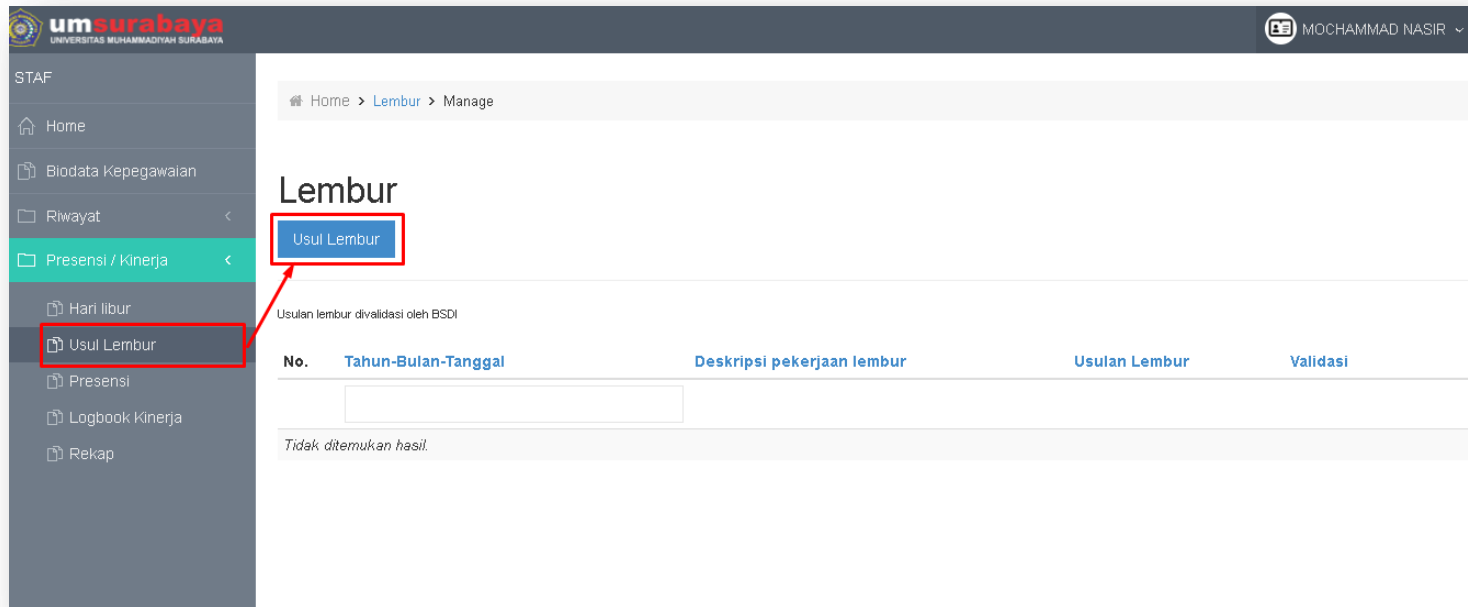 umsurabaya
UNIVERSITAS MUHAMMADIYAH SURABAYA
MOCHAMMAD NASIR
STAF
Home
Biodata Kepegawaian
Riwayat
Presensi / Kinerja
Hari libur
Usul Lembur
Presensi
Logbook Kinerja
Rekap
Home > Lembur > Manage
Lembur
Usul Lembur
Usulan lembur divalidasi oleh BSDI
No. Tahun-Bulan-Tanggal Deskripsi pekerjaan lembur Usulan Lembur Validasi
Tidak ditemukan hasil.